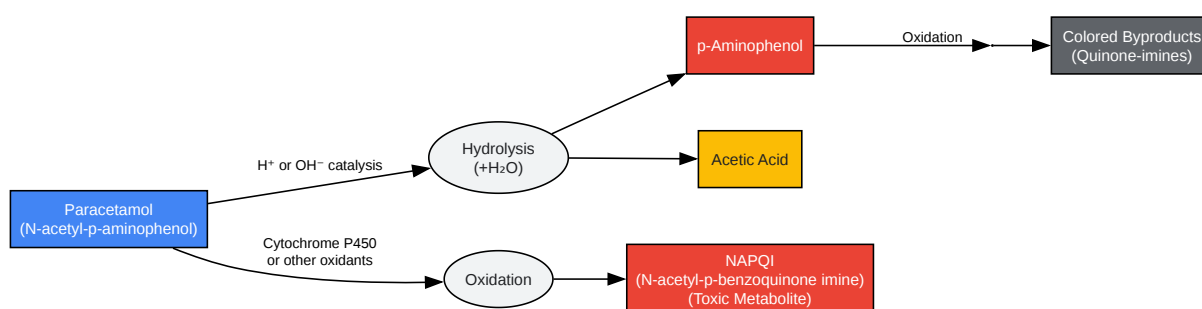 p-Aminophenol
Oxidation
Colored Byproducts
(Quinone-imines)
H⁺ or OH⁻ catalysis
Hydrolysis
(+H₂O)
Acetic Acid
Paracetamol
(N-acetyl-p-aminophenol)
Cytochrome P450
or other oxidants
Oxidation
NAPQI
(N-acetyl-p-benzoquinone imine)
(Toxic Metabolite)